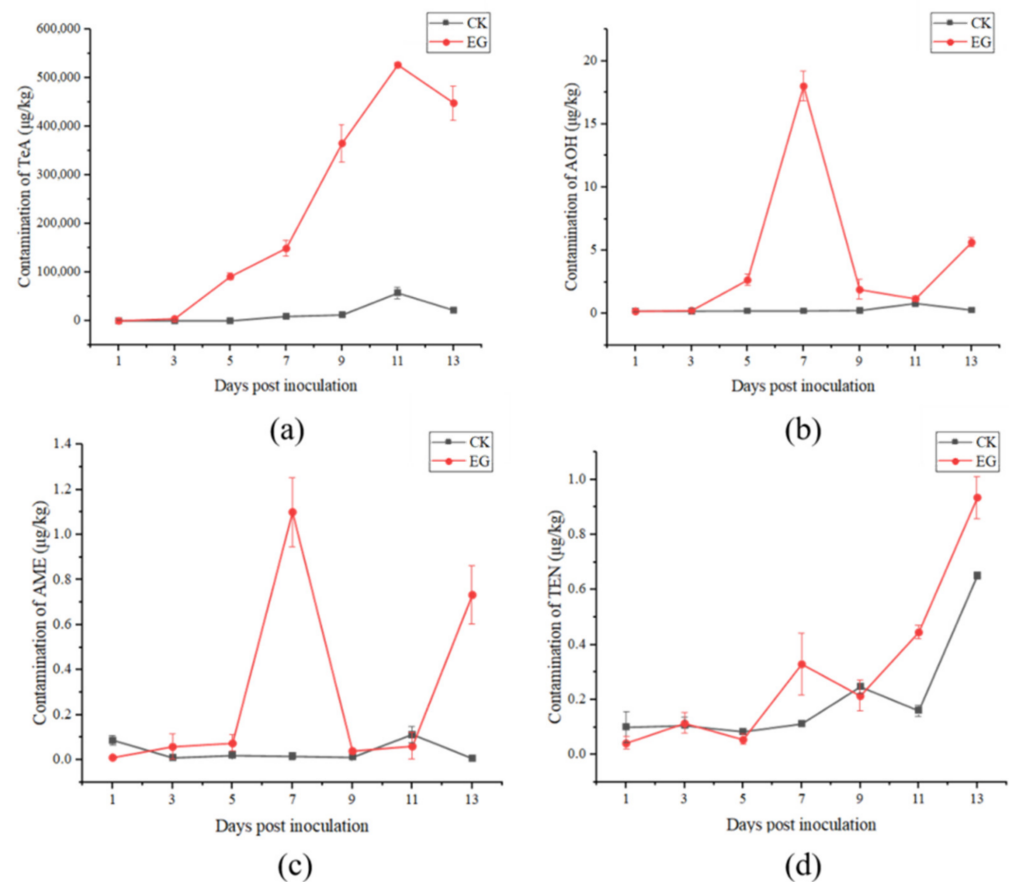 CK
EG
600,000
500,000
400,000
300,000
200,000
100,000
0
Contamination of TeA (μg/kg)
1 3 5 7 9 11 13
Days post inoculation
(a)
CK
EG
20
15
10
5
0
Contamination of AOH (μg/kg)
1 3 5 7 9 11 13
Days post inoculation
(b)
CK
EG
1.4
1.2
1.0
0.8
0.6
0.4
0.2
0.0
Contamination of AME (μg/kg)
1 3 5 7 9 11 13
Days post inoculation
(c)
CK
EG
1.0
0.8
0.6
0.4
0.2
0.0
Contamination of TEN (μg/kg)
1 3 5 7 9 11 13
Days post inoculation
(d)